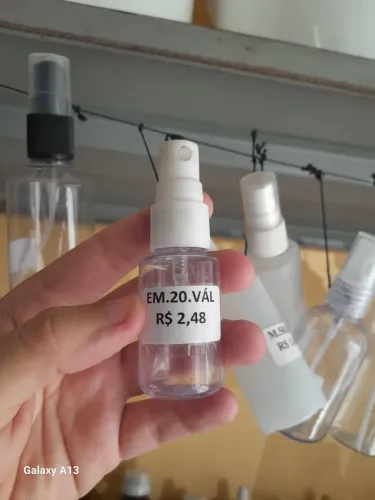 EM.20.VÁL
R$ 2,48
Galaxy A13